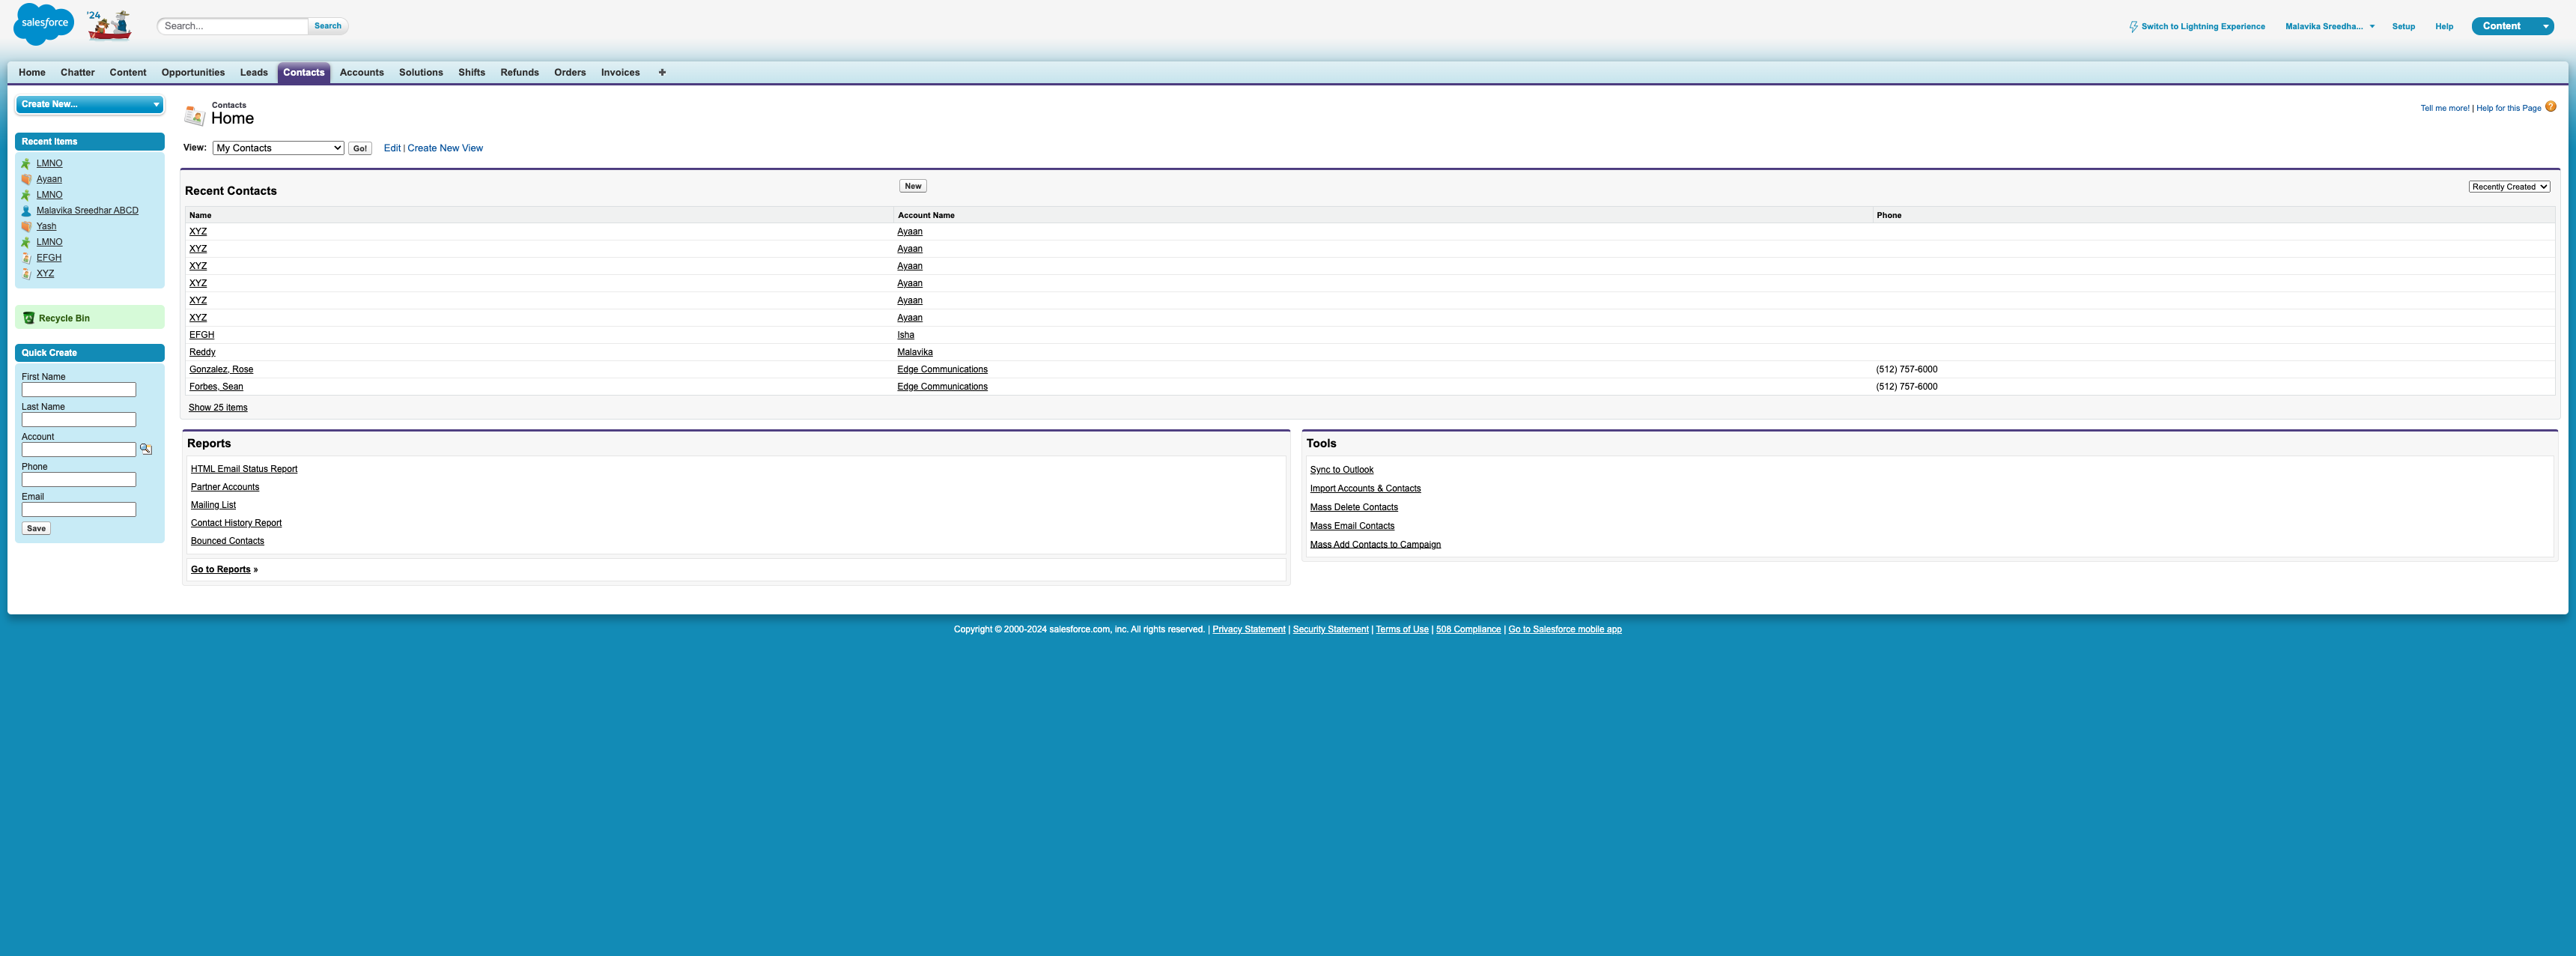 salesforce
'24
Search...
Search
Switch to Lightning Experience
Malavika Sreedha...
Setup
Help
Content
Home
Chatter
Content
Opportunities
Leads
Contacts
Accounts
Solutions
Shifts
Refunds
Orders
Invoices
+
Create New...
Recent Items
LMNO
Ayaan
LMNO
Malavika Sreedhar ABCD
Yash
LMNO
EFGH
XYZ
Recycle Bin
Quick Create
First Name
Last Name
Account
Phone
Email
Save
Contacts
Home
Tell me more! | Help for this Page ?
View: My Contacts Go! Edit | Create New View
Recent Contacts
New
Recently Created
Name Account Name Phone
XYZ Ayaan
XYZ Ayaan
XYZ Ayaan
XYZ Ayaan
XYZ Ayaan
XYZ Ayaan
EFGH Isha
Reddy Malavika
Gonzalez, Rose Edge Communications (512) 757-6000
Forbes, Sean Edge Communications (512) 757-6000
Show 25 items
Reports
HTML Email Status Report
Partner Accounts
Mailing List
Contact History Report
Bounced Contacts
Go to Reports »
Tools
Sync to Outlook
Import Accounts & Contacts
Mass Delete Contacts
Mass Email Contacts
Mass Add Contacts to Campaign
Copyright © 2000-2024 salesforce.com, inc. All rights reserved. | Privacy Statement | Security Statement | Terms of Use | 508 Compliance | Go to Salesforce mobile app